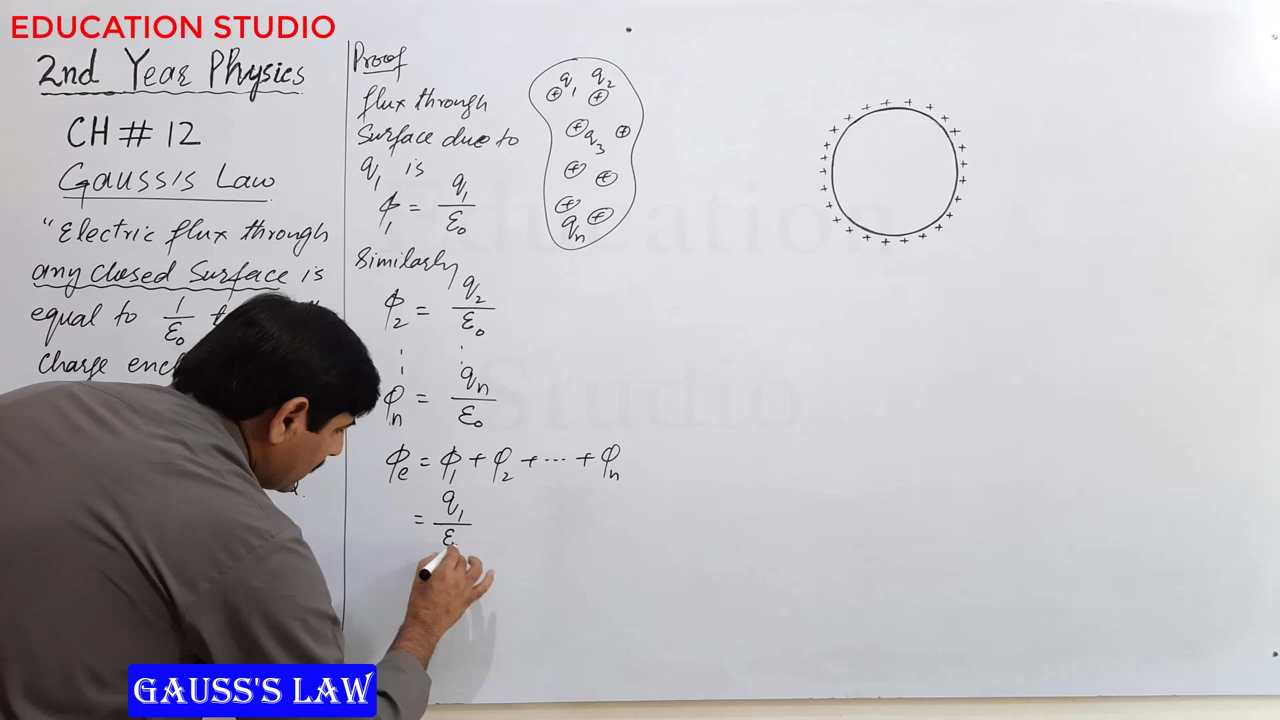 EDUCATION STUDIO
2nd Year Physics
CH # 12
Gauss's Law
"Electric flux through
any closed Surface is
equal to 1/ε₀
Charge
Proof
flux through
Surface due to
q₁ is
ϕ₁ = q₁/ε₀
Similarly
ϕ₂ = q₂/ε₀
⋮ ⋮
φₙ = qₙ/ε₀
ϕₑ = ϕ₁ + φ₂ + ... + φₙ
= q₁/ε
q₁ q₂
q₃
qₙ
Education
Studio
GAUSS'S LAW